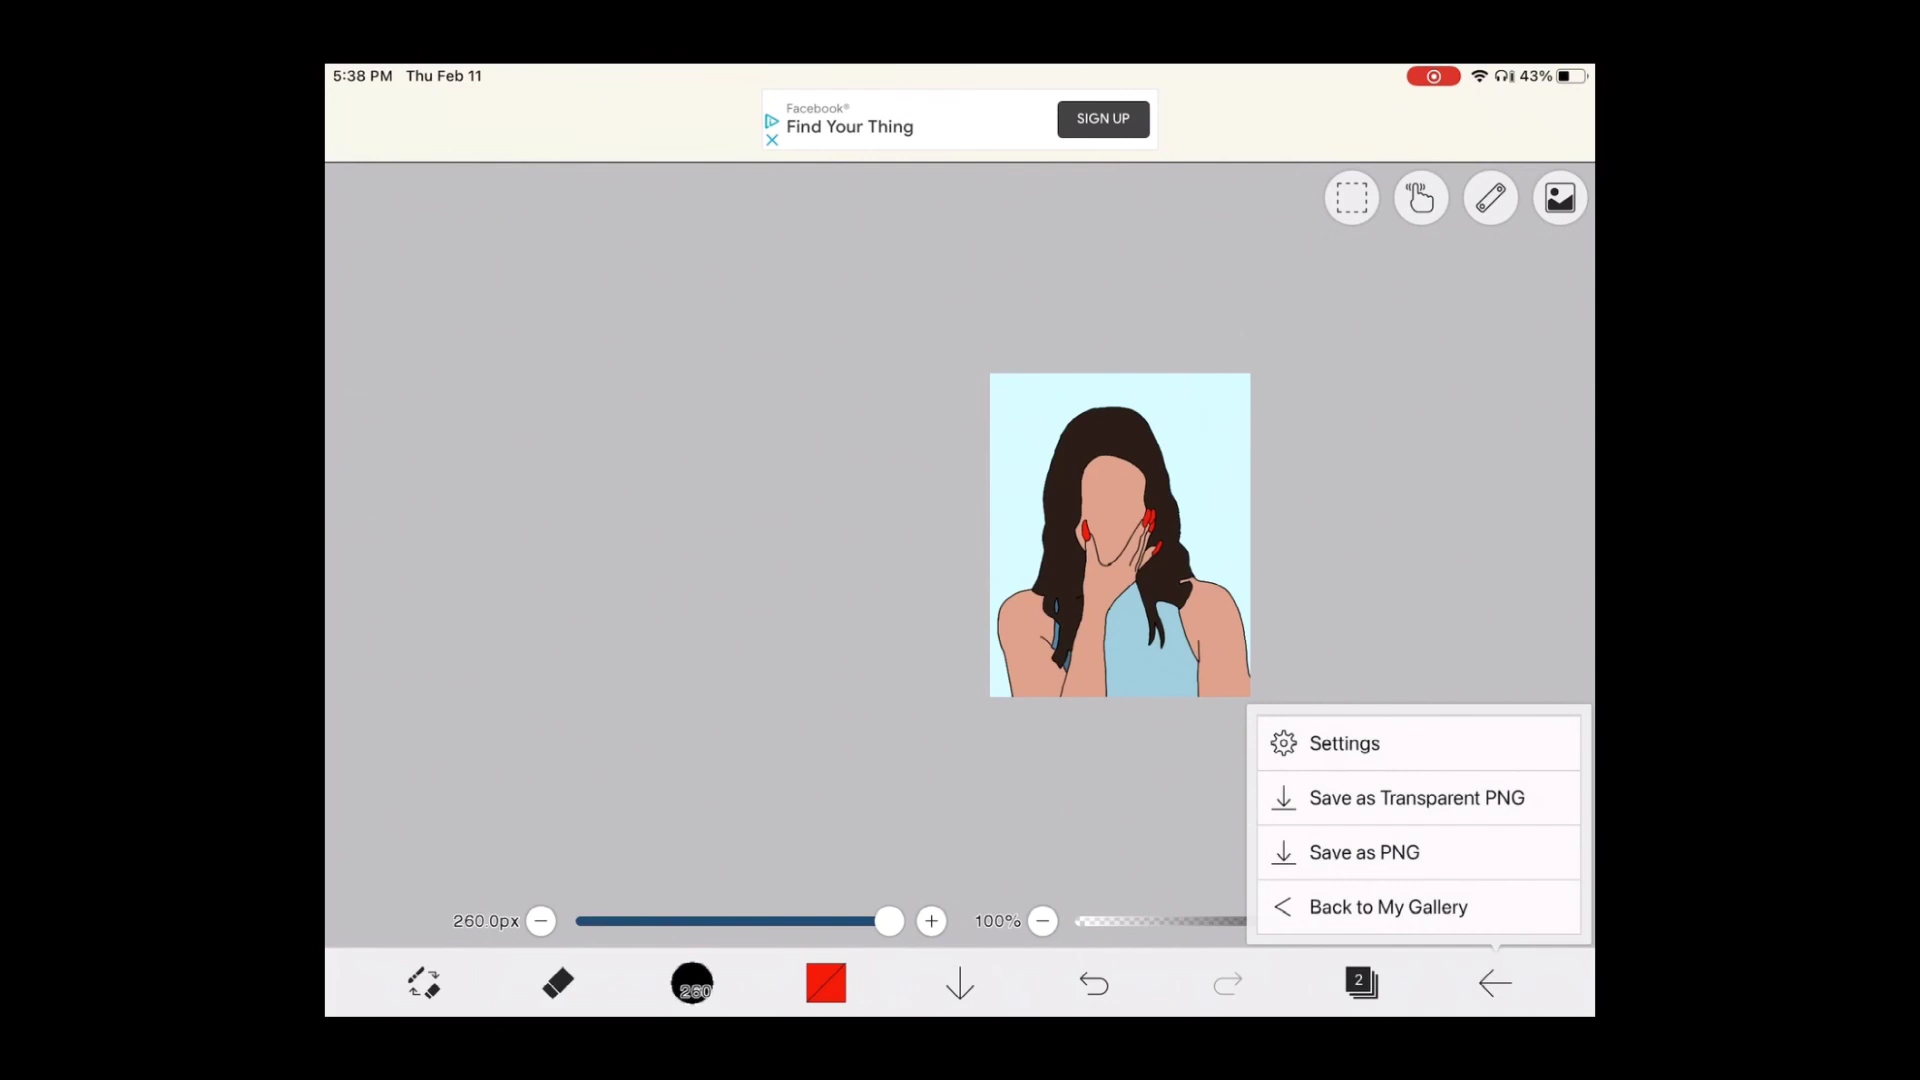 5:38 PM Thu Feb 11
43%
Facebook®
Find Your Thing
SIGN UP
Settings
Save as Transparent PNG
Save as PNG
Back to My Gallery
260.0px
100%
260
2